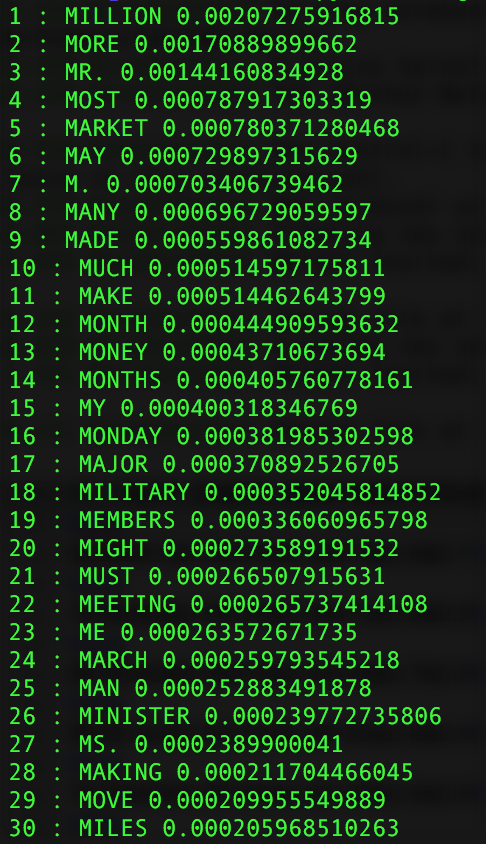 1 : MILLION 0.00207275916815
2 : MORE 0.00170889899662
3 : MR. 0.00144160834928
4 : MOST 0.000787917303319
5 : MARKET 0.000780371280468
6 : MAY 0.000729897315629
7 : M. 0.000703406739462
8 : MANY 0.000696729059597
9 : MADE 0.000559861082734
10 : MUCH 0.000514597175811
11 : MAKE 0.000514462643799
12 : MONTH 0.000444909593632
13 : MONEY 0.00043710673694
14 : MONTHS 0.000405760778161
15 : MY 0.000400318346769
16 : MONDAY 0.000381985302598
17 : MAJOR 0.000370892526705
18 : MILITARY 0.000352045814852
19 : MEMBERS 0.000336060965798
20 : MIGHT 0.000273589191532
21 : MUST 0.000266507915631
22 : MEETING 0.000265737414108
23 : ME 0.000263572671735
24 : MARCH 0.000259793545218
25 : MAN 0.000252883491878
26 : MINISTER 0.000239772735806
27 : MS. 0.0002389900041
28 : MAKING 0.000211704466045
29 : MOVE 0.000209955549889
30 : MILES 0.000205968510263